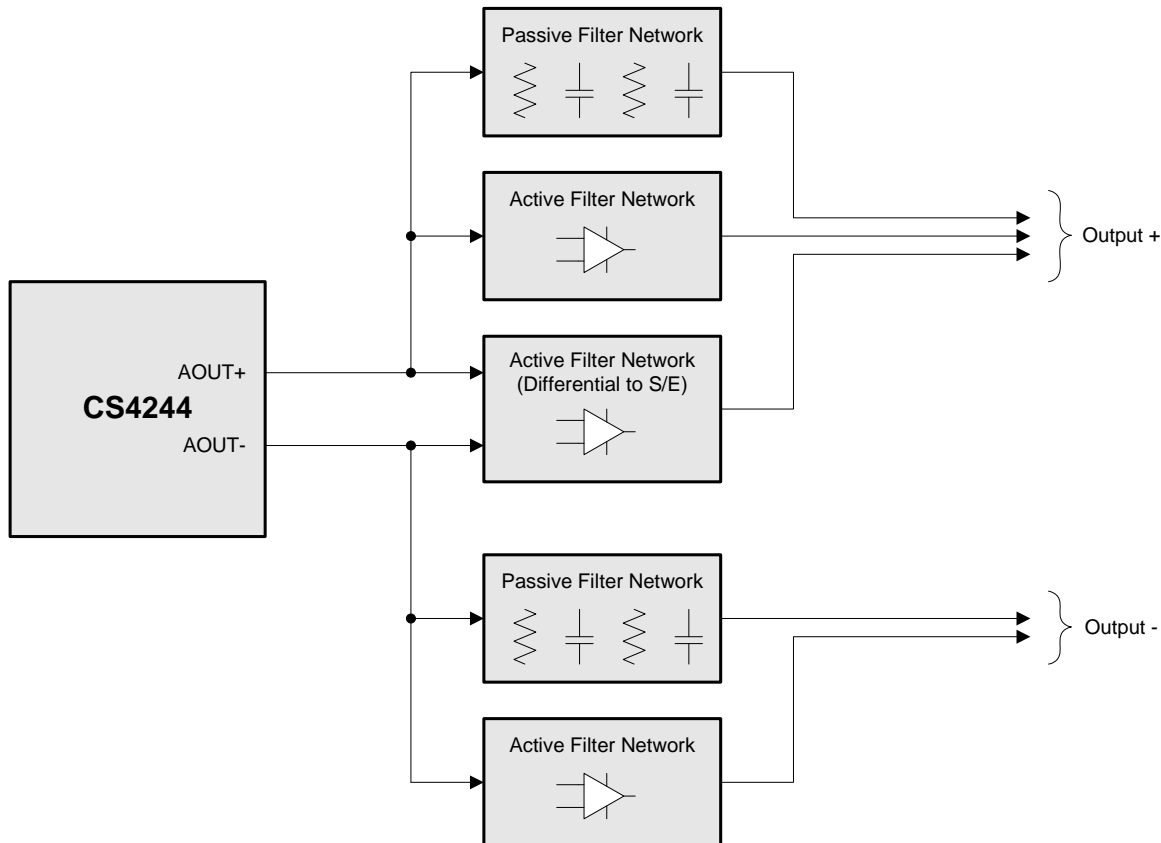 Passive Filter Network
Active Filter Network
Output +
Active Filter Network
(Differential to S/E)
AOUT+
CS4244
AOUT-
Passive Filter Network
Output -
Active Filter Network